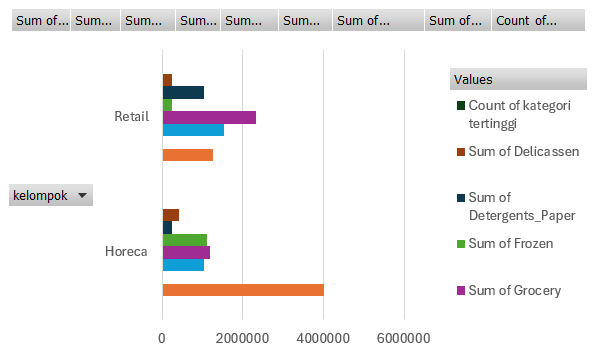 Sum of... Sum... Sum... Sum... Sum... Sum of... Sum of... Count of...
Values
Count of kategori
tertinggi
Retail
Sum of Delicassen
kelompok
Sum of
Detergents_Paper
Sum of Frozen
Horeca
Sum of Grocery
0 2000000 4000000 6000000